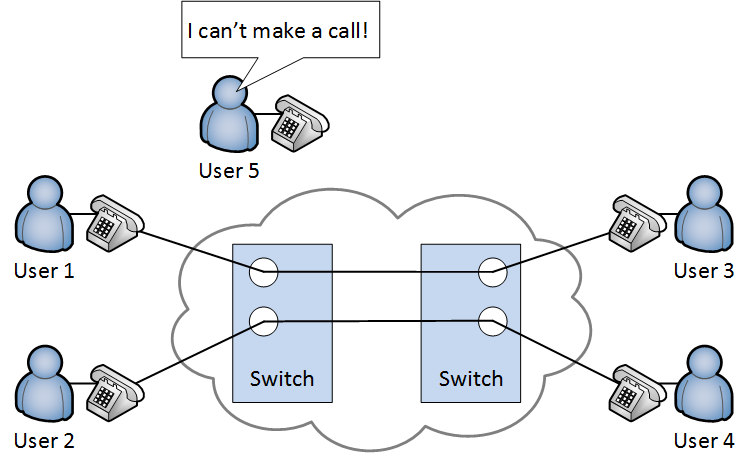 I can’t make a call!
User 5
User 1
User 3
Switch
Switch
User 2
User 4